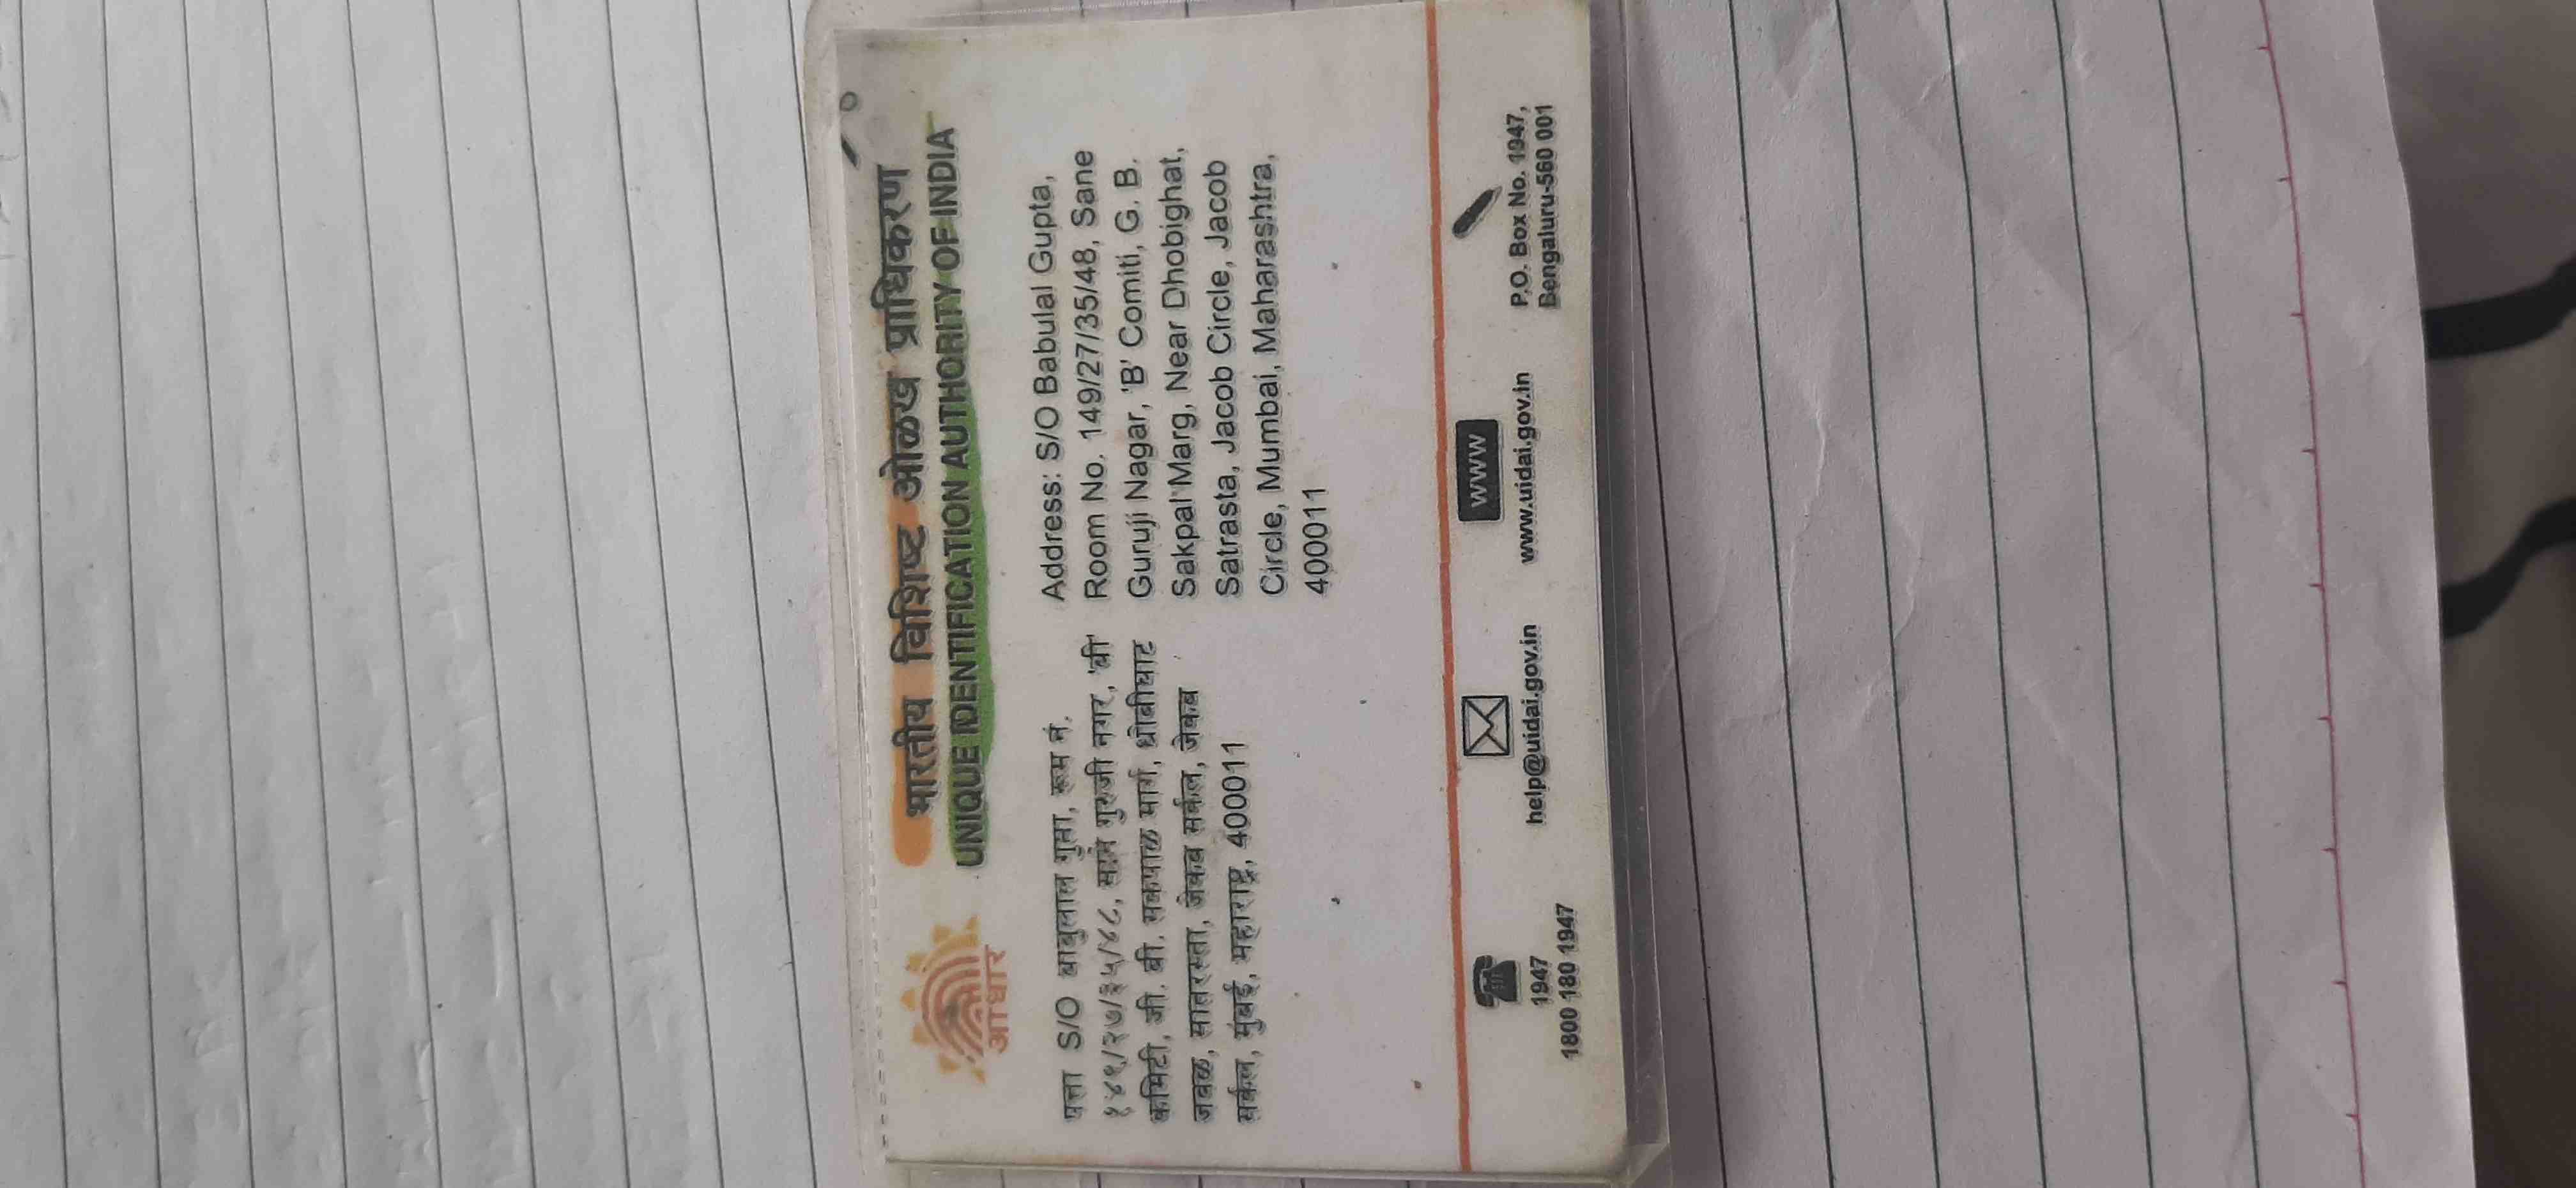 भारतीय विशिष्ट ओळख प्राधिकरण
UNIQUE IDENTIFICATION AUTHORITY OF INDIA
आधार
पत्ता S/O बाबुलाल गुप्ता, रूम नं.
१४९/२७/३५/४८, साने गुरुजी नगर, 'बी'
कमिटी, जी. बी. सकपाळ मार्ग, धोबीघाट
जवळ, सातरस्ता, जेकब सर्कल, जेकब
सर्कल, मुंबई, महाराष्ट्र, 400011
Address: S/O Babulal Gupta,
Room No. 149/27/35/48, Sane
Guruji Nagar, 'B' Comiti, G. B.
Sakpal Marg, Near Dhobighat,
Satrasta, Jacob Circle, Jacob
Circle, Mumbai, Maharashtra,
400011
1947
1800 180 1947
help@uidai.gov.in
WWW
www.uidai.gov.in
P.O. Box No. 1947,
Bengaluru-560 001